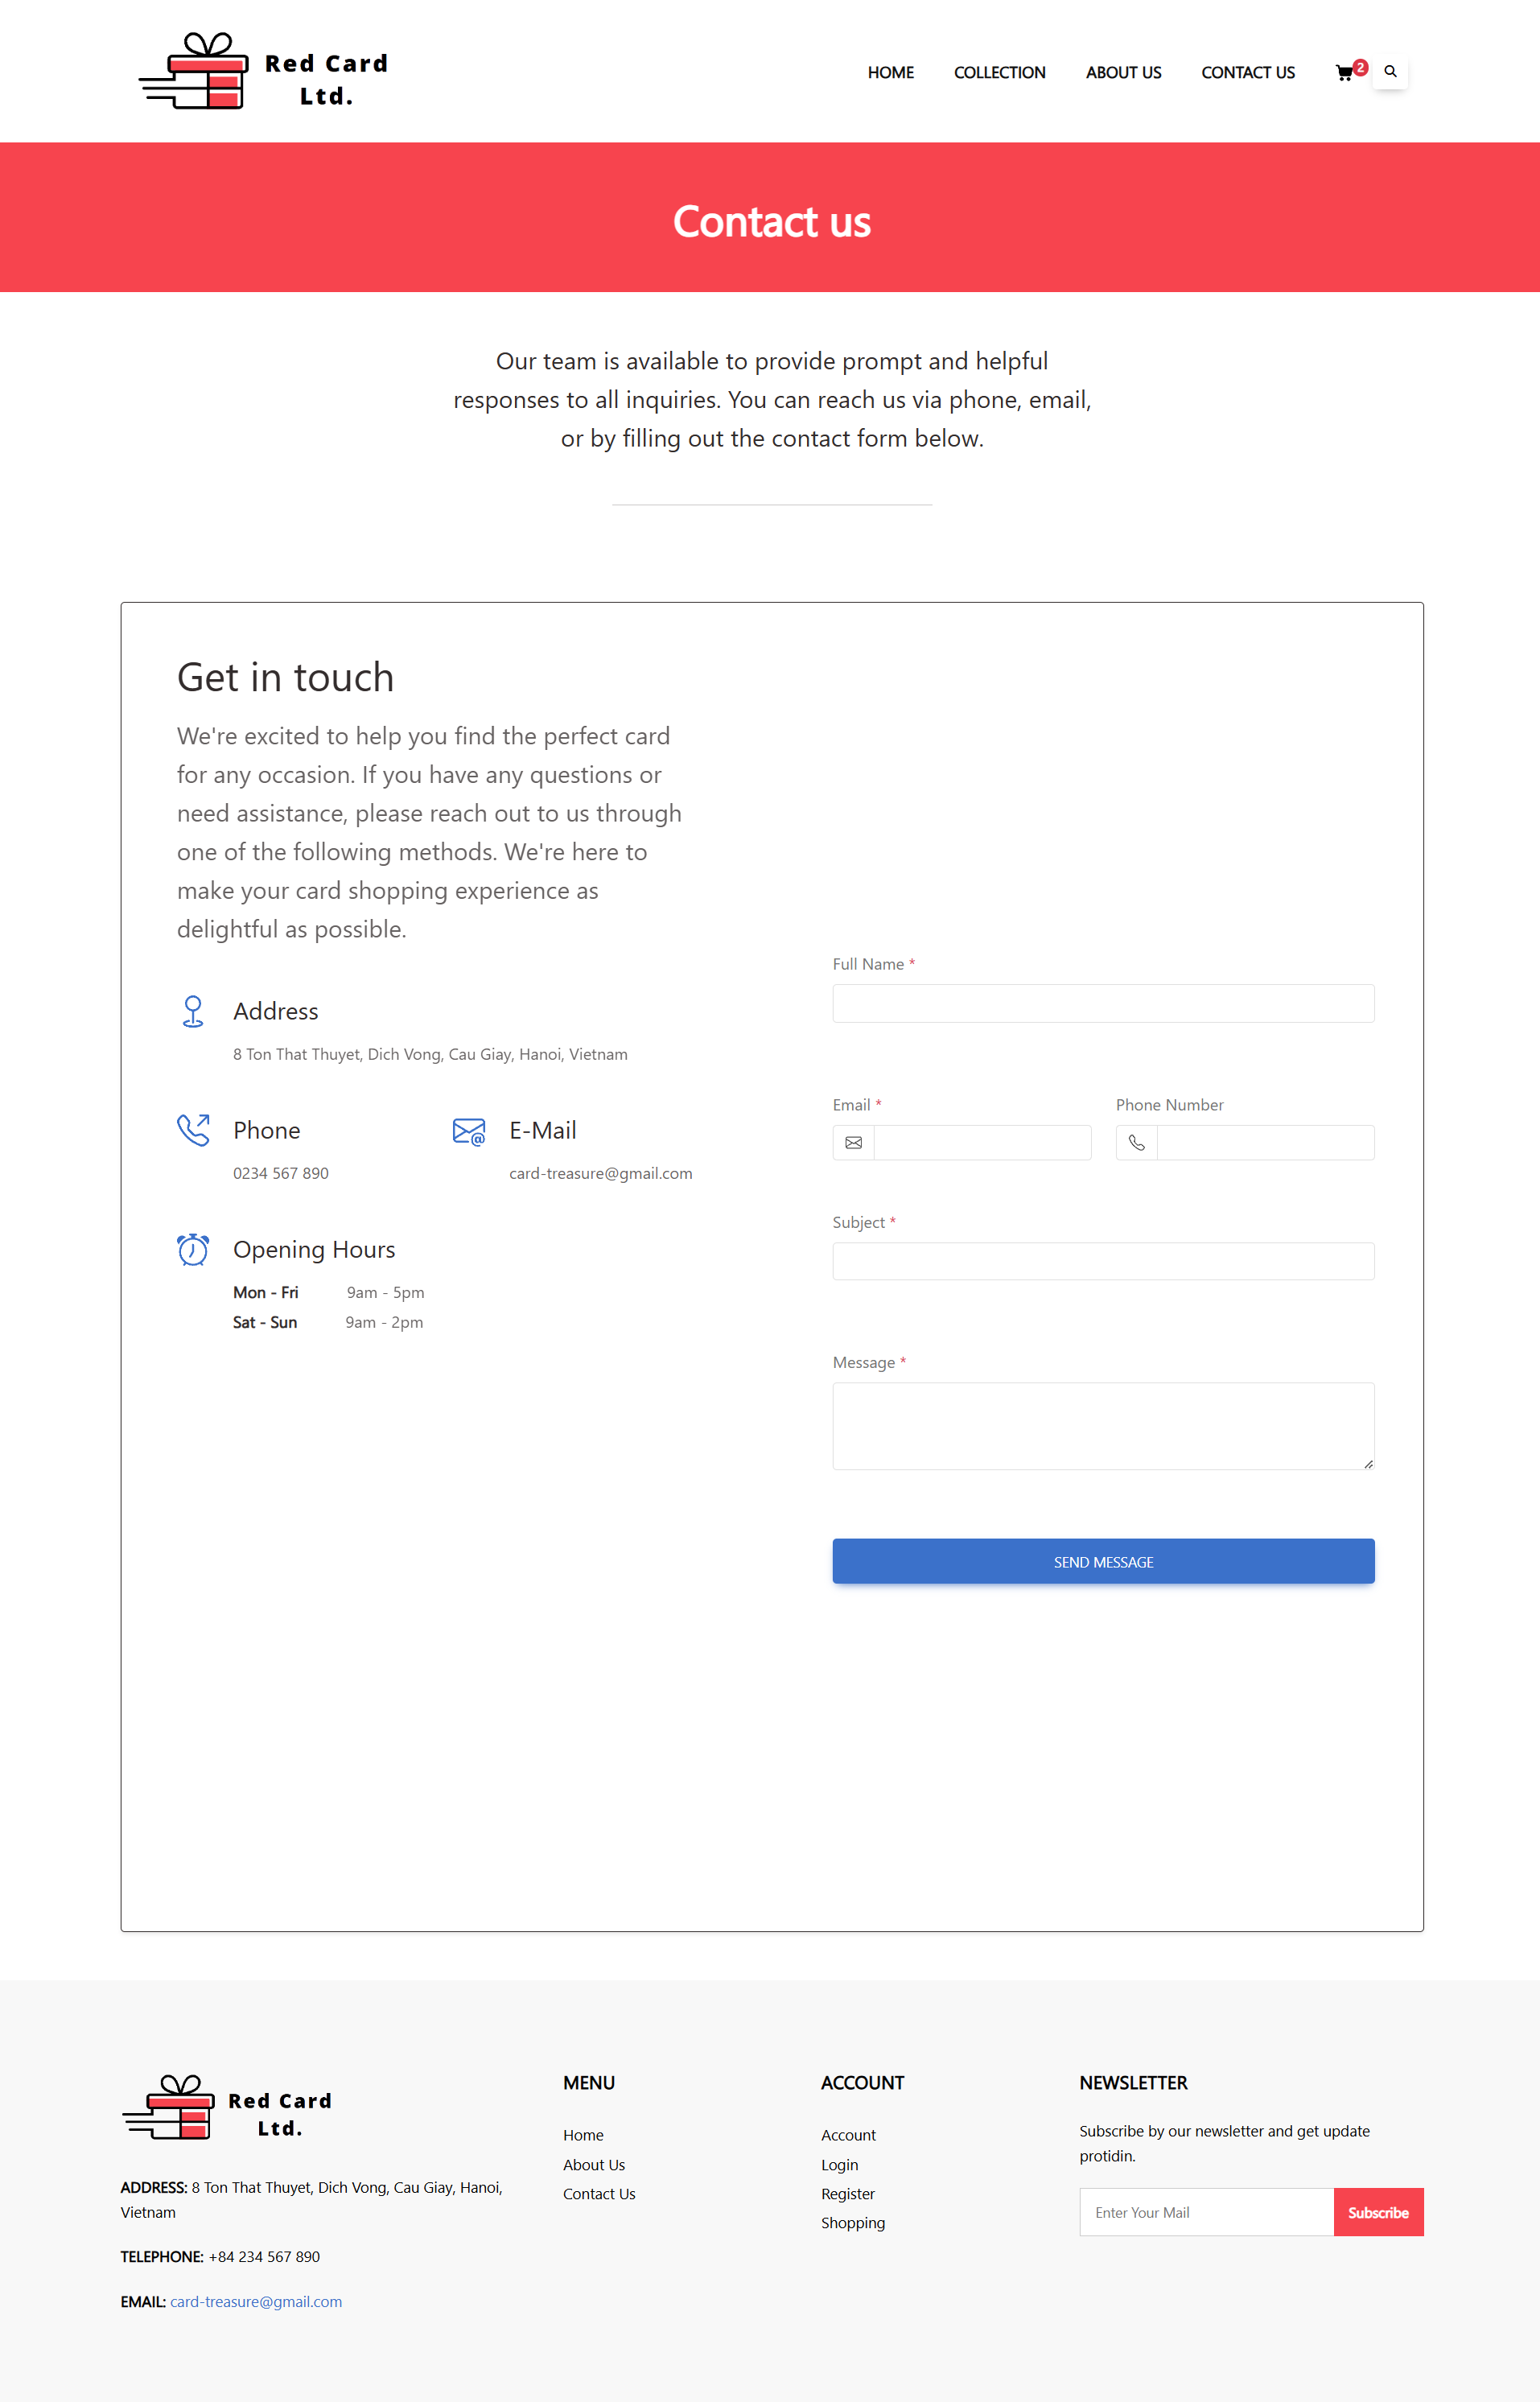 Red Card
Ltd.
HOME
COLLECTION
ABOUT US
CONTACT US
2
Contact us
Our team is available to provide prompt and helpful
responses to all inquiries. You can reach us via phone, email,
or by filling out the contact form below.
Get in touch
We're excited to help you find the perfect card
for any occasion. If you have any questions or
need assistance, please reach out to us through
one of the following methods. We're here to
make your card shopping experience as
delightful as possible.
Address
8 Ton That Thuyet, Dich Vong, Cau Giay, Hanoi, Vietnam
Phone
0234 567 890
E-Mail
card-treasure@gmail.com
Opening Hours
Mon - Fri 9am - 5pm
Sat - Sun 9am - 2pm
Full Name *
Email *
Phone Number
Subject *
Message *
SEND MESSAGE
Red Card
Ltd.
ADDRESS: 8 Ton That Thuyet, Dich Vong, Cau Giay, Hanoi,
Vietnam
TELEPHONE: +84 234 567 890
EMAIL: card-treasure@gmail.com
MENU
Home
About Us
Contact Us
ACCOUNT
Account
Login
Register
Shopping
NEWSLETTER
Subscribe by our newsletter and get update
protidin.
Enter Your Mail
Subscribe